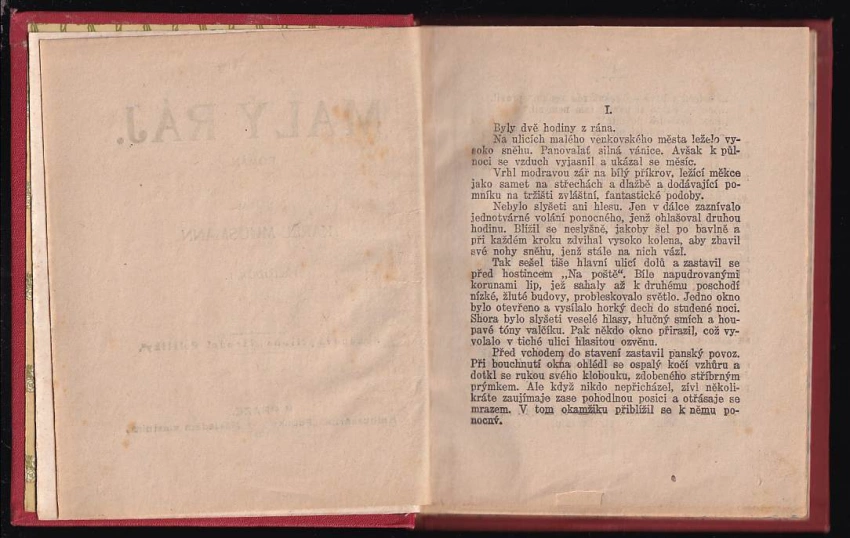 MALÝ RÁJ.
I.
Byly dvě hodiny z rána.
Na ulicích malého venkovského města leželo vy-
soko sněhu. Panovalať silná vánice. Avšak k půl-
noci se vzduch vyjasnil a ukázal se měsíc.
Vrhl modravou zář na bílý příkrov, ležící měkce
jako samet na střechách a dlažbě a dodávající po-
mníku na tržišti zvláštní, fantastické podoby.
Nebylo slyšeti ani hlesu. Jen v dálce zaznívalo
jednotvárné volání ponocného, jenž ohlašoval druhou
hodinu. Blížil se neslyšně, jakoby šel po bavlně a
při každém kroku zdvihal vysoko kolena, aby zbavil
své nohy sněhu, jenž stále na nich vázl.
Tak sešel tiše hlavní ulicí dolů a zastavil se
před hostincem „Na poště“. Bíle napudrovanými
korunami lip, jež sahaly až k druhému poschodí
nízké, žluté budovy, probleskovalo světlo. Jedno okno
bylo otevřeno a vysílalo horký dech do studené noci.
Shora bylo slyšeti veselé hlasy, hlučný smích a hou-
pavé tóny valčíku. Pak někdo okno přirazil, což vy-
volalo v tiché ulici hlasitou ozvěnu.
Před vchodem do stavení zastavil panský povoz.
Při bouchnutí okna ohlédl se ospalý kočí vzhůru a
dotkl se rukou svého klobouku, zdobeného stříbrným
prýmkem. Ale když nikdo nepřicházel, zívl několi-
kráte zaujímaje zase pohodlnou posici a otřásaje se
mrazem. V tom okamžiku přiblížil se k němu po-
nocný.